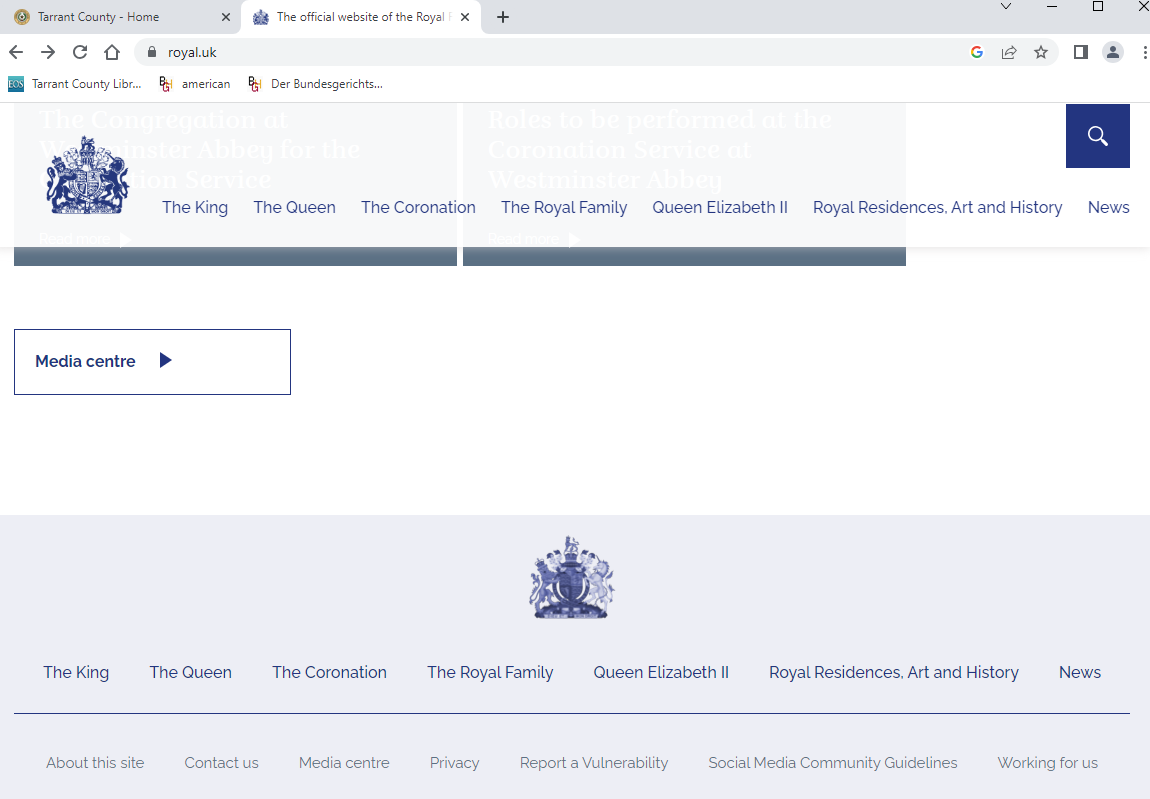 Tarrant County - Home
The official website of the Royal
royal.uk
EOS Tarrant County Libr...
american
Der Bundesgerichts...
The Congregation at
Westminster Abbey for the
tion Service
Read more
Roles to be performed at the
Coronation Service at
Westminster Abbey
Read more
The King The Queen The Coronation The Royal Family Queen Elizabeth II Royal Residences, Art and History News
Media centre
The King The Queen The Coronation The Royal Family Queen Elizabeth II Royal Residences, Art and History News
About this site Contact us Media centre Privacy Report a Vulnerability Social Media Community Guidelines Working for us